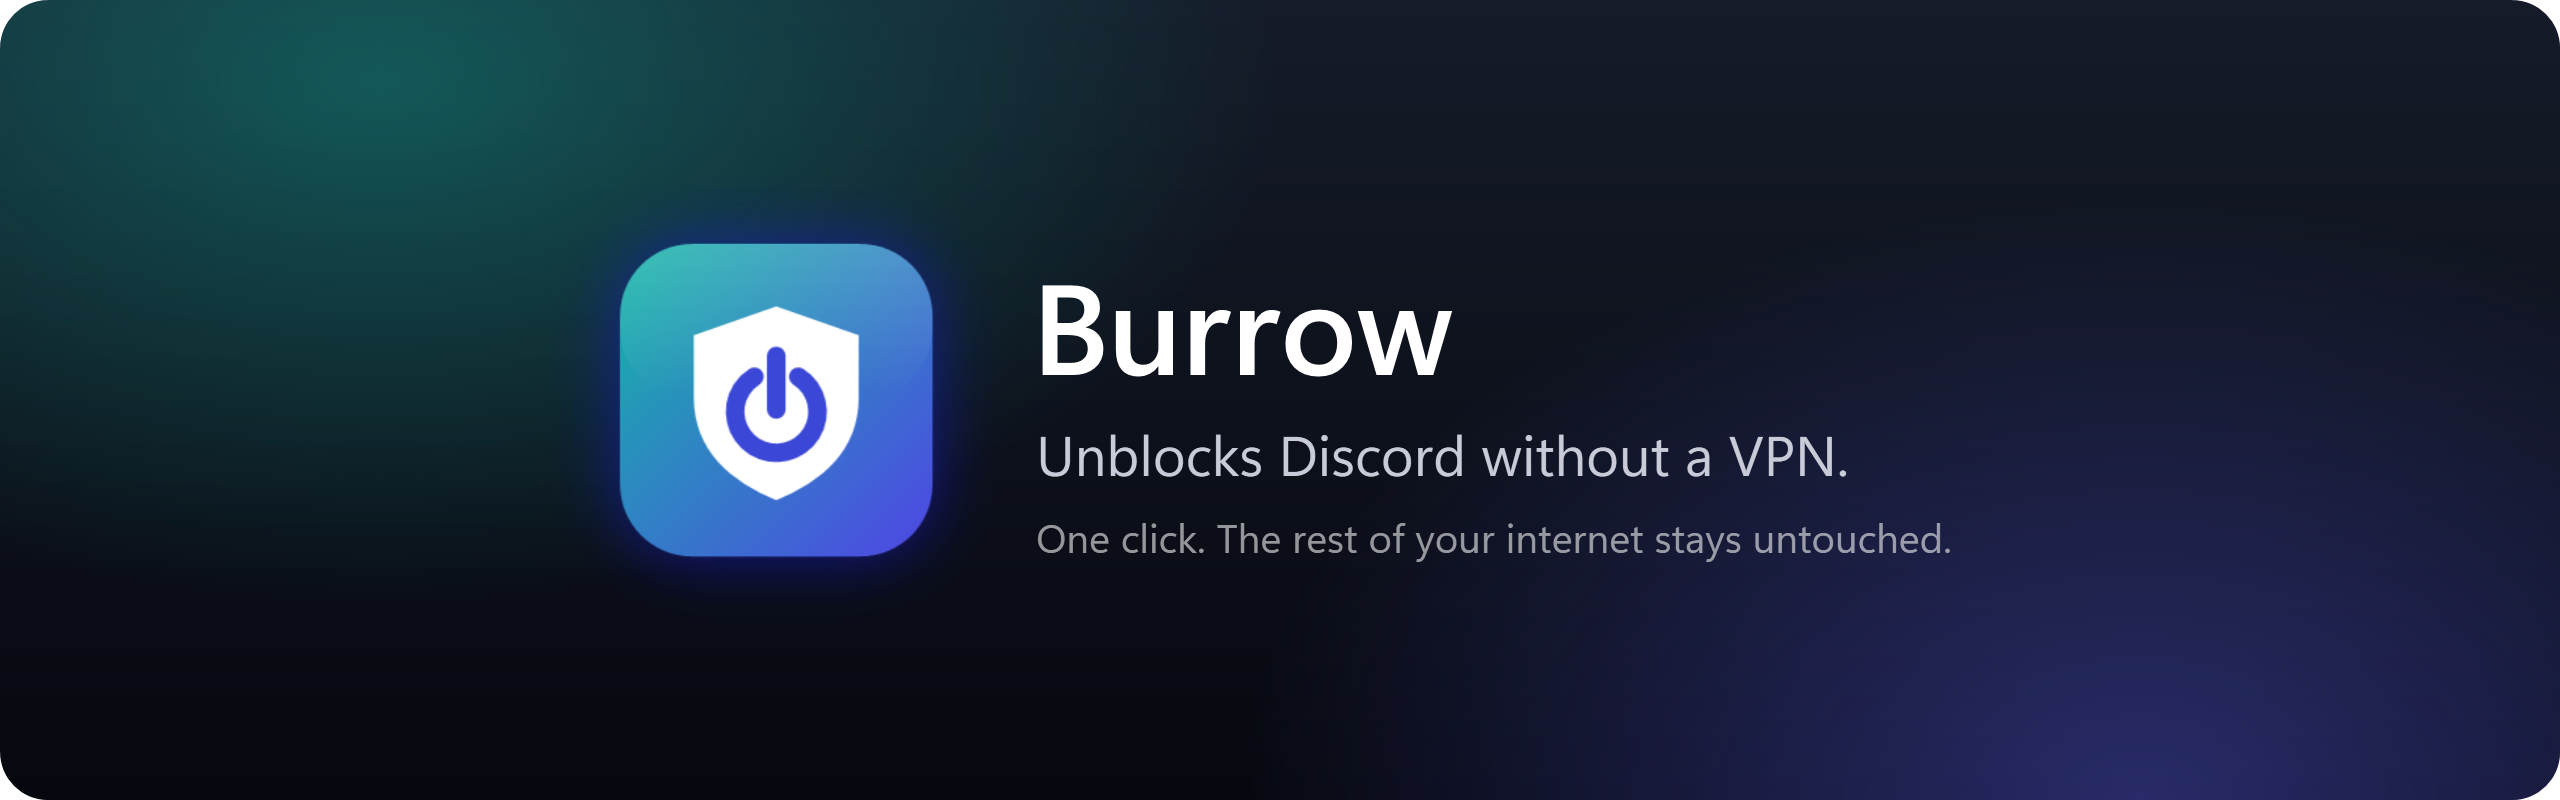 Burrow
Unblocks Discord without a VPN.
One click. The rest of your internet stays untouched.